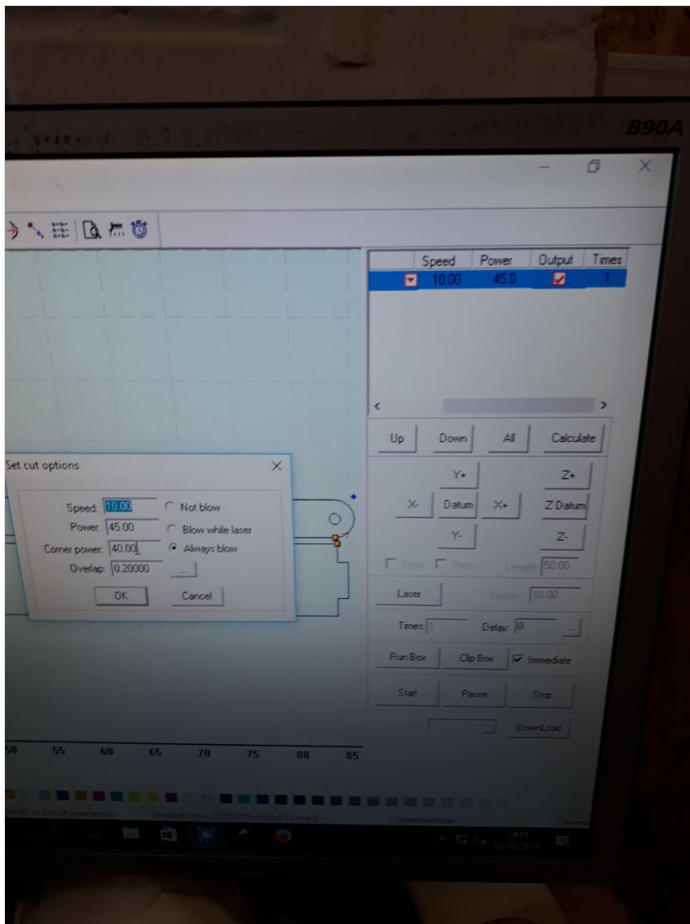 B90A
Speed Power Output Times
10.00 45.0 1
Up Down All Calculate
Set cut options
Speed: 10.00 Not blow
Power: 45.00 Blow while laser
Corner power: 40.00 Always blow
Overlap: 0.20000 ...
OK Cancel
Y+ Z+
X- Datum X+ Z Datum
Y- Z-
Slow Step Length: 50.00
Laser Power: 10.00
Times: 1 Delay: 0 ...
Run Box Clip Box Immediate
Start Pause Stop
DownLoad
50 55 60 65 70 75 80 85
14:33